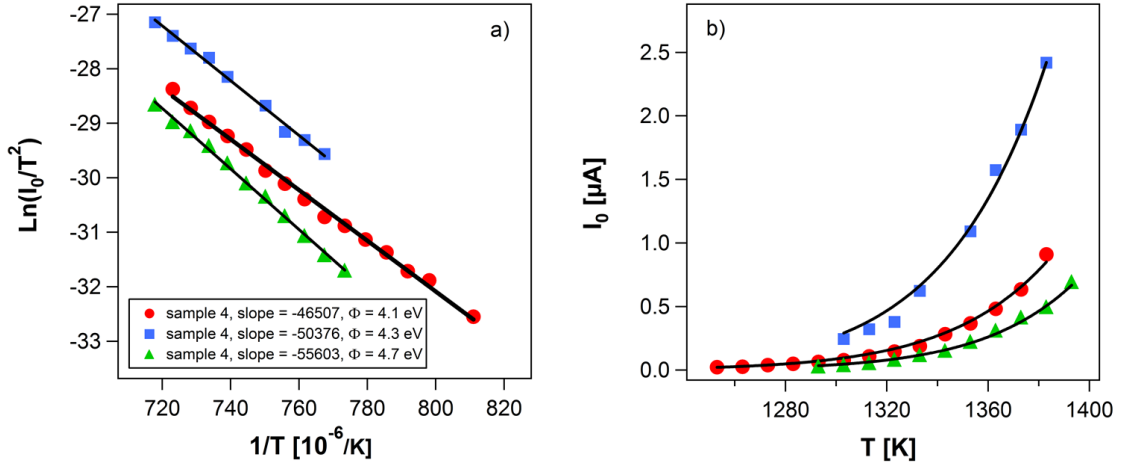 a)
-27
-28
-29
-30
-31
-32
-33
Ln(I₀/T²)
sample 4, slope = -46507, Φ = 4.1 eV
sample 4, slope = -50376, Φ = 4.3 eV
sample 4, slope = -55603, Φ = 4.7 eV
720 740 760 780 800 820
1/T [10⁻⁶/K]
b)
2.5
2.0
1.5
1.0
0.5
0.0
I₀ [µA]
1280 1320 1360 1400
T [K]